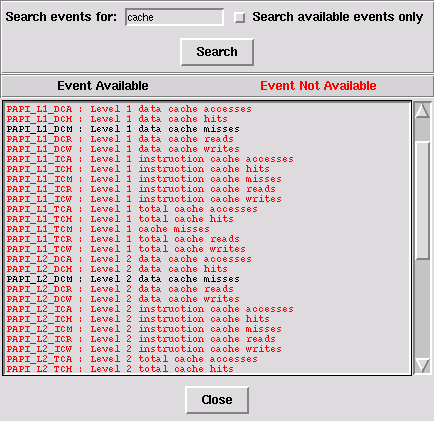 Search events for: cache Search available events only
Search
Event Available Event Not Available
PAPI_L1_DCA : Level 1 data cache accesses
PAPI_L1_DCH : Level 1 data cache hits
PAPI_L1_DCM : Level 1 data cache misses
PAPI_L1_DCR : Level 1 data cache reads
PAPI_L1_DCW : Level 1 data cache writes
PAPI_L1_ICA : Level 1 instruction cache accesses
PAPI_L1_ICH : Level 1 instruction cache hits
PAPI_L1_ICM : Level 1 instruction cache misses
PAPI_L1_ICR : Level 1 instruction cache reads
PAPI_L1_ICW : Level 1 instruction cache writes
PAPI_L1_TCA : Level 1 total cache accesses
PAPI_L1_TCH : Level 1 total cache hits
PAPI_L1_TCM : Level 1 cache misses
PAPI_L1_TCR : Level 1 total cache reads
PAPI_L1_TCW : Level 1 total cache writes
PAPI_L2_DCA : Level 2 data cache accesses
PAPI_L2_DCH : Level 2 data cache hits
PAPI_L2_DCM : Level 2 data cache misses
PAPI_L2_DCR : Level 2 data cache reads
PAPI_L2_DCW : Level 2 data cache writes
PAPI_L2_ICA : Level 2 instruction cache accesses
PAPI_L2_ICH : Level 2 instruction cache hits
PAPI_L2_ICM : Level 2 instruction cache misses
PAPI_L2_ICR : Level 2 instruction cache reads
PAPI_L2_ICW : Level 2 instruction cache writes
PAPI_L2_TCA : Level 2 total cache accesses
PAPI_L2_TCH : Level 2 total cache hits
Close